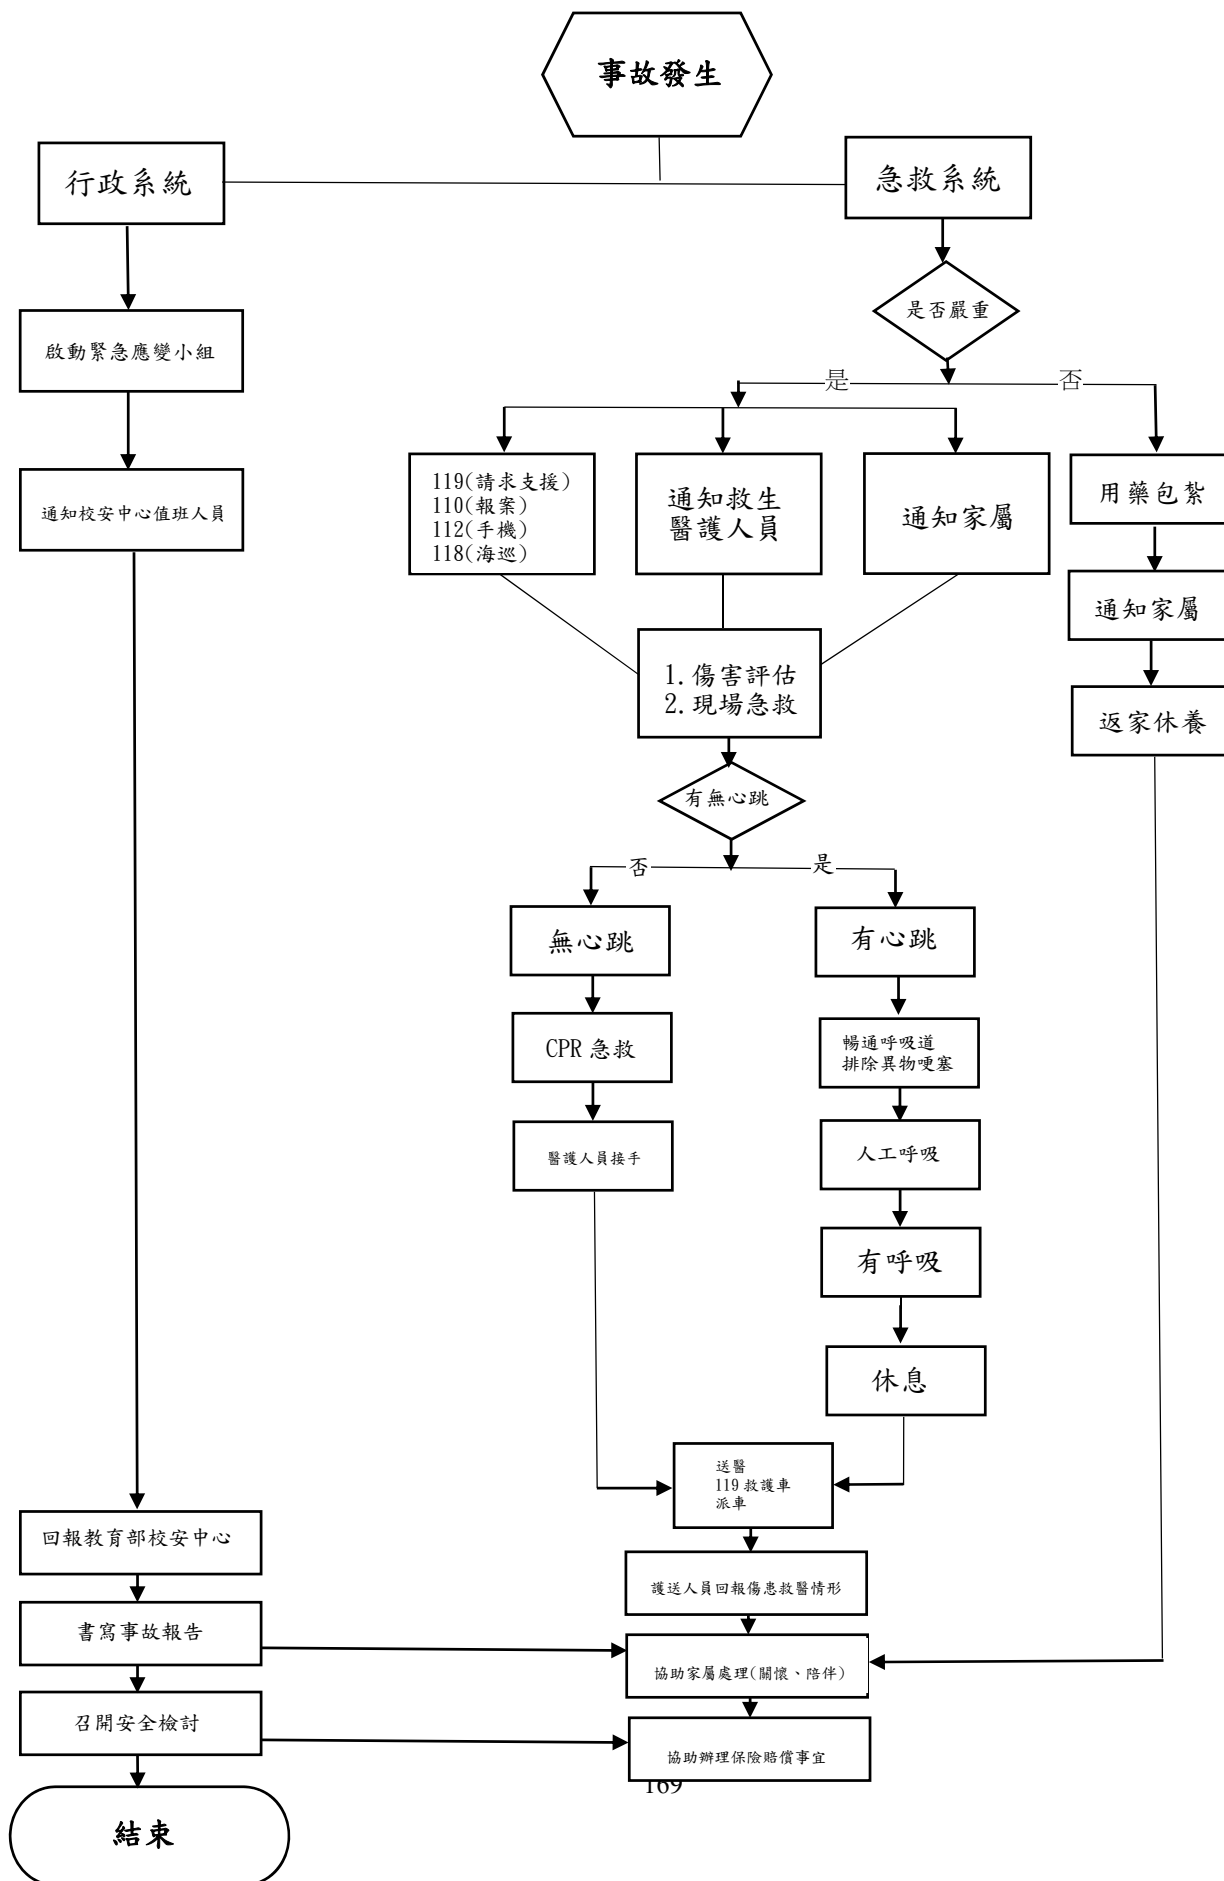 事故發生
行政系統
急救系統
是否嚴重
啟動緊急應變小組
是
否
119(請求支援)
110(報案)
112(手機)
118(海巡)
通知救生
醫護人員
通知家屬
用藥包紮
通知校安中心值班人員
通知家屬
1.傷害評估
2.現場急救
返家休養
有無心跳
否
是
無心跳
有心跳
CPR 急救
暢通呼吸道
排除異物哽塞
醫護人員接手
人工呼吸
有呼吸
休息
送醫
119 救護車
派車
回報教育部校安中心
護送人員回報傷患救醫情形
書寫事故報告
協助家屬處理(關懷、陪伴)
召開安全檢討
協助辦理保險賠償事宜
169
結束